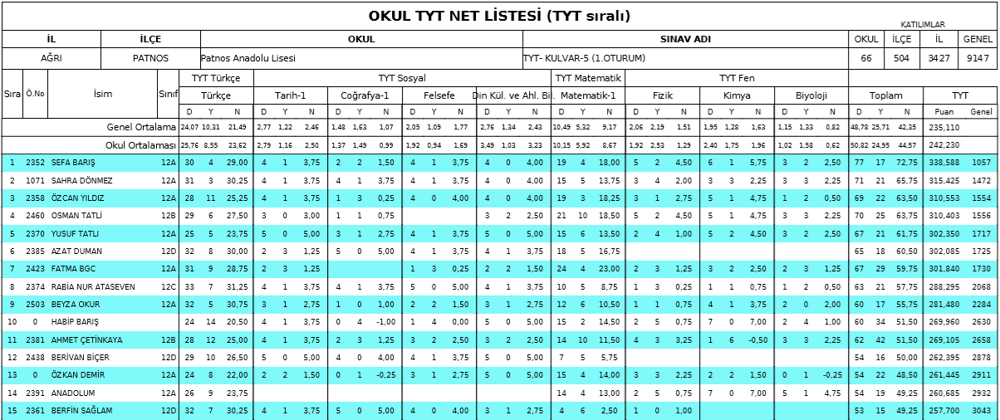 OKUL TYT NET LİSTESİ (TYT sıralı)
KATILIMLAR
İL İLÇE OKUL SINAV ADI OKUL İLÇE İL GENEL
AĞRI PATNOS Patnos Anadolu Lisesi TYT- KULVAR-5 (1.OTURUM) 66 504 3427 9147
TYT Türkçe TYT Sosyal TYT Matematik TYT Fen
Sıra Ö.No İsim Sınıf Türkçe Tarih-1 Coğrafya-1 Felsefe Din Kül. ve Ahl. Bil. Matematik-1 Fizik Kimya Biyoloji Toplam TYT
D Y N D Y N D Y N D Y N D Y N D Y N D Y N D Y N D Y N D Y N Puan Genel
Genel Ortalama 24,07 10,31 21,49 2,77 1,22 2,46 1,48 1,63 1,07 2,05 1,09 1,77 2,76 1,34 2,43 10,49 5,32 9,17 2,06 2,19 1,51 1,95 1,28 1,63 1,15 1,33 0,82 48,78 25,71 42,35 235,110
Okul Ortalaması 25,76 8,55 23,62 2,79 1,16 2,50 1,37 1,49 0,99 1,92 0,94 1,69 3,49 1,03 3,23 10,15 5,92 8,67 1,92 2,53 1,29 2,40 1,75 1,96 1,02 1,58 0,62 50,82 24,95 44,57 242,230
1 2352 SEFA BARIŞ 12A 30 4 29,00 4 1 3,75 2 2 1,50 4 1 3,75 4 0 4,00 19 4 18,00 5 2 4,50 6 1 5,75 3 2 2,50 77 17 72,75 338,588 1057
2 1071 SAHRA DÖNMEZ 12A 31 3 30,25 4 1 3,75 4 1 3,75 4 1 3,75 4 0 4,00 15 5 13,75 3 4 2,00 3 3 2,25 3 3 2,25 71 21 65,75 315,425 1472
3 2358 ÖZCAN YILDIZ 12A 28 11 25,25 4 1 3,75 1 3 0,25 4 0 4,00 4 0 4,00 19 3 18,25 3 1 2,75 5 1 4,75 1 2 0,50 69 22 63,50 310,553 1554
4 2460 OSMAN TATLİ 12B 29 6 27,50 3 0 3,00 1 1 0,75 3 2 2,50 21 10 18,50 5 2 4,50 5 1 4,75 3 3 2,25 70 25 63,75 310,403 1556
5 2370 YUSUF TATLI 12A 25 5 23,75 5 0 5,00 3 1 2,75 4 1 3,75 5 0 5,00 15 6 13,50 2 4 1,00 5 2 4,50 3 2 2,50 67 21 61,75 302,350 1717
6 2385 AZAT DUMAN 12D 32 8 30,00 2 3 1,25 5 0 5,00 4 1 3,75 4 1 3,75 18 5 16,75 65 18 60,50 302,085 1725
7 2423 FATMA BGC 12A 31 9 28,75 2 3 1,25 1 3 0,25 2 2 1,50 24 4 23,00 2 3 1,25 3 2 2,50 2 3 1,25 67 29 59,75 301,840 1730
8 2374 RABİA NUR ATASEVEN 12C 33 7 31,25 4 1 3,75 4 1 3,75 5 0 5,00 4 1 3,75 10 5 8,75 1 3 0,25 1 1 0,75 1 2 0,50 63 21 57,75 288,295 2068
9 2503 BEYZA OKUR 12A 32 5 30,75 3 1 2,75 1 0 1,00 2 2 1,50 3 1 2,75 12 6 10,50 1 1 0,75 4 1 3,75 2 0 2,00 60 17 55,75 281,480 2284
10 0 HABİP BARIŞ 12A 24 14 20,50 4 1 3,75 0 4 -1,00 1 4 0,00 5 0 5,00 15 2 14,50 2 5 0,75 7 0 7,00 2 4 1,00 60 34 51,50 269,960 2630
11 2381 AHMET ÇETİNKAYA 12B 28 12 25,00 4 1 3,75 2 3 1,25 3 2 2,50 3 2 2,50 14 10 11,50 4 3 3,25 1 6 -0,50 3 3 2,25 62 42 51,50 269,105 2658
12 2438 BERİVAN BİÇER 12D 29 10 26,50 5 0 5,00 4 0 4,00 4 1 3,75 5 0 5,00 7 5 5,75 54 16 50,00 262,395 2878
13 0 ÖZKAN DEMİR 12A 24 8 22,00 2 2 1,50 0 1 -0,25 3 1 2,75 5 0 5,00 15 4 14,00 3 3 2,25 2 2 1,50 0 1 -0,25 54 22 48,50 261,445 2911
14 2391 ANADOLUM 12A 26 9 23,75 14 4 13,00 2 5 0,75 7 0 7,00 5 1 4,75 54 19 49,25 260,685 2932
15 2361 BERFİN SAĞLAM 12D 32 7 30,25 4 1 3,75 5 0 5,00 4 0 4,00 3 1 2,75 4 6 2,50 1 0 1,00 53 15 49,25 257,700 3043